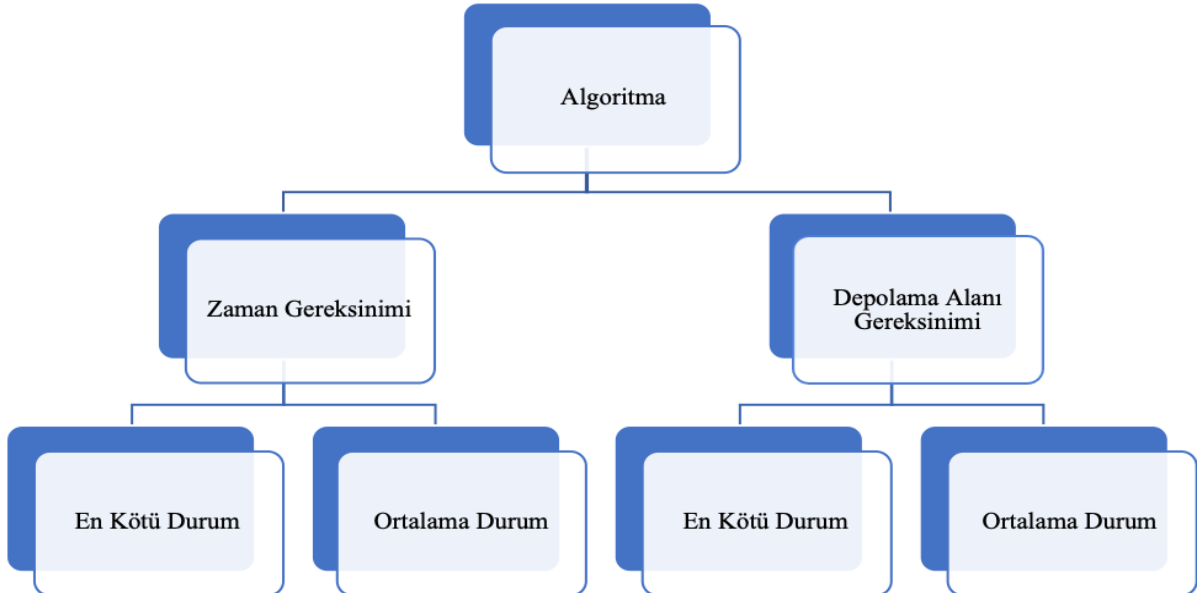 Algoritma
Zaman Gereksinimi
Depolama Alanı
Gereksinimi
En Kötü Durum
Ortalama Durum
En Kötü Durum
Ortalama Durum